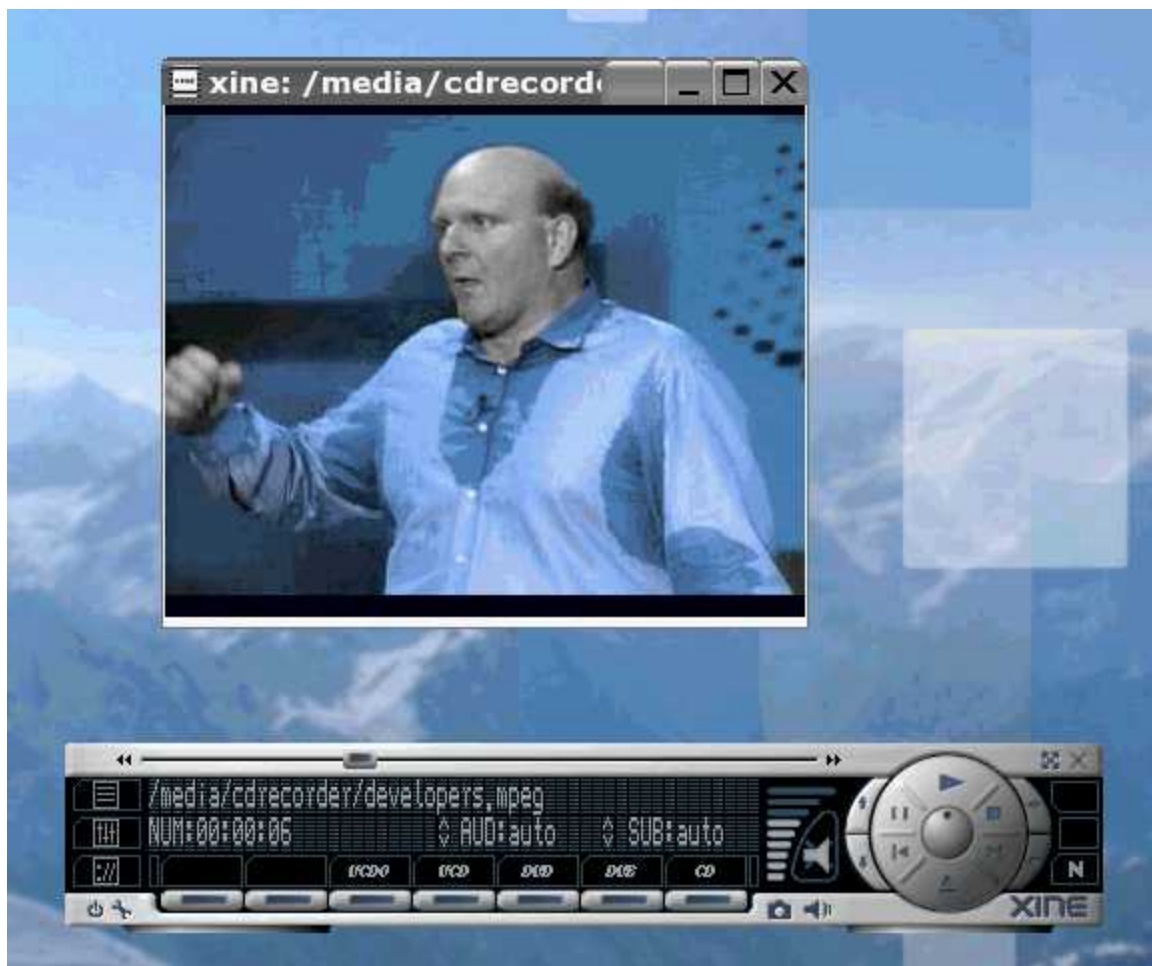 xine: /media/cdrecord
/media/cdrecorder/developers.mpeg
NUM:00:00:06 AUD:auto SUB:auto
://
VCDO VCD DVD DVB CD
N
XINE